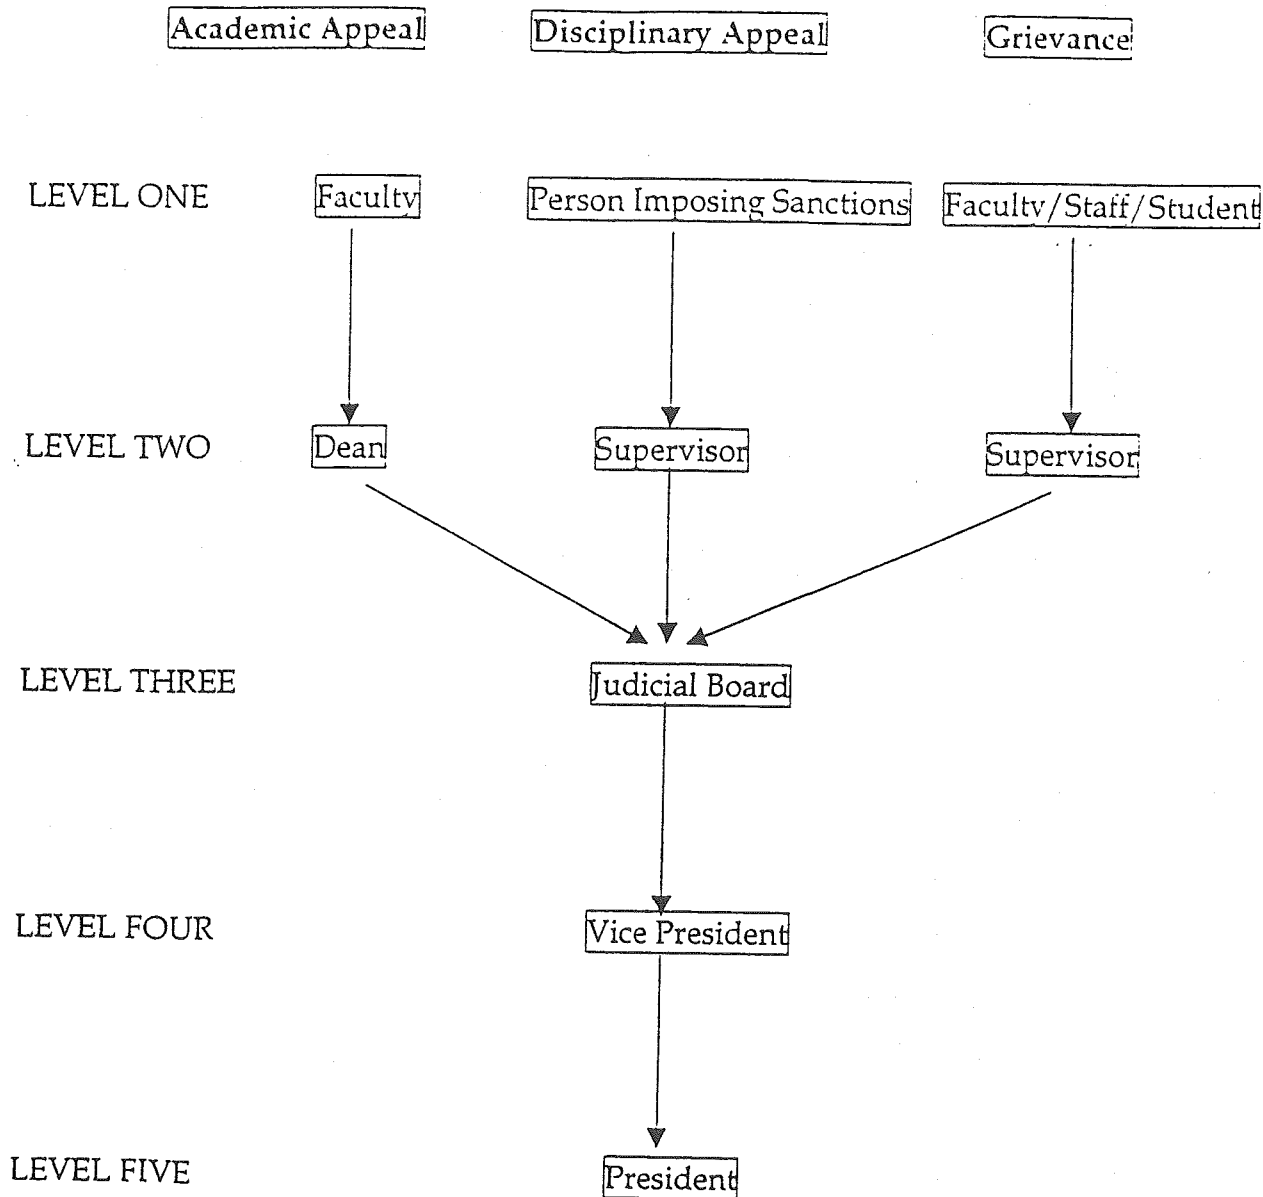 Academic Appeal Disciplinary Appeal Grievance
LEVEL ONE Faculty Person Imposing Sanctions Faculty/Staff/Student
LEVEL TWO Dean Supervisor Supervisor
LEVEL THREE Judicial Board
LEVEL FOUR Vice President
LEVEL FIVE President